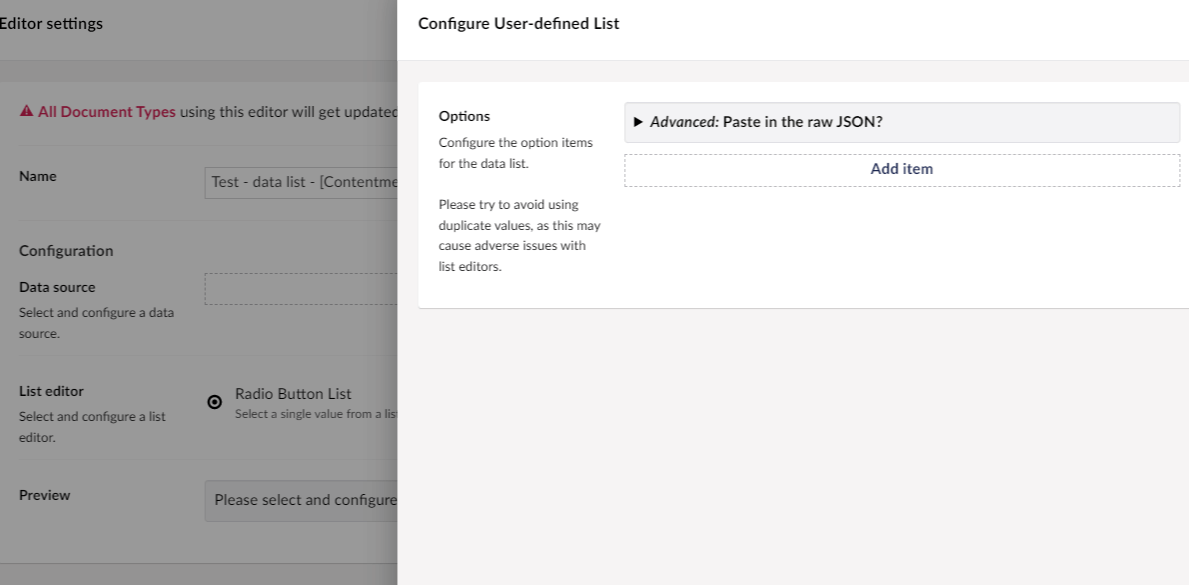 Editor settings
All Document Types using this editor will get updated
Name
Test - data list - [Contentme
Configuration
Data source
Select and configure a data
source.
List editor
Select and configure a list
editor.
Radio Button List
Select a single value from a lis
Preview
Please select and configure
Configure User-defined List
Options
Configure the option items
for the data list.
Please try to avoid using
duplicate values, as this may
cause adverse issues with
list editors.
Advanced: Paste in the raw JSON?
Add item